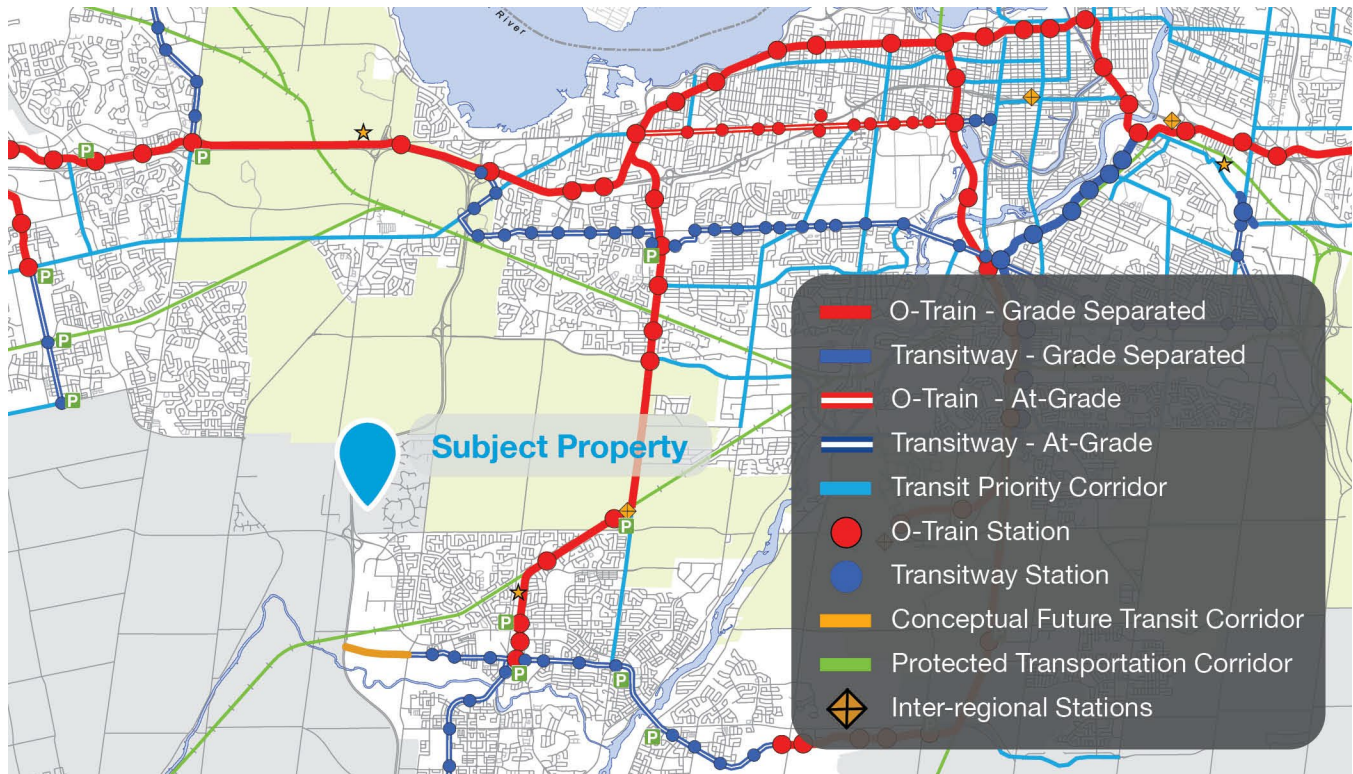 River
P
P
P
P
P
P
Subject Property
P
P
P
P
P
O-Train - Grade Separated
Transitway - Grade Separated
O-Train - At-Grade
Transitway - At-Grade
Transit Priority Corridor
O-Train Station
Transitway Station
Conceptual Future Transit Corridor
Protected Transportation Corridor
Inter-regional Stations